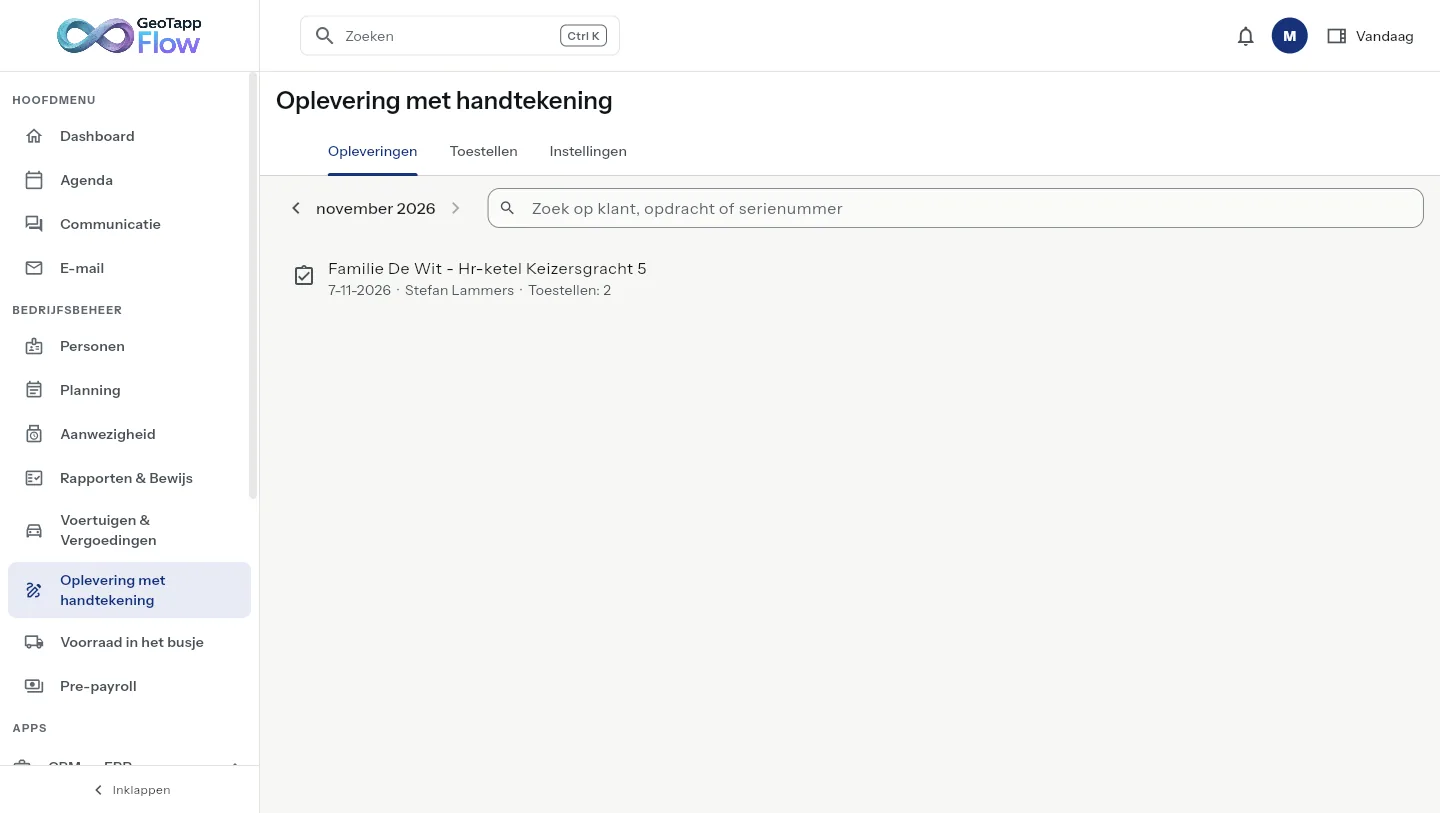 GeoTapp
Flow
Zoeken
Ctrl K
M
Vandaag
HOOFDMENU
Dashboard
Agenda
Communicatie
E-mail
BEDRIJFSBEHEER
Personen
Planning
Aanwezigheid
Rapporten & Bewijs
Voertuigen &
Vergoedingen
Oplevering met
handtekening
Voorraad in het busje
Pre-payroll
APPS
Inklappen
Oplevering met handtekening
Opleveringen
Toestellen
Instellingen
november 2026
Zoek op klant, opdracht of serienummer
Familie De Wit - Hr-ketel Keizersgracht 5
7-11-2026 · Stefan Lammers · Toestellen: 2